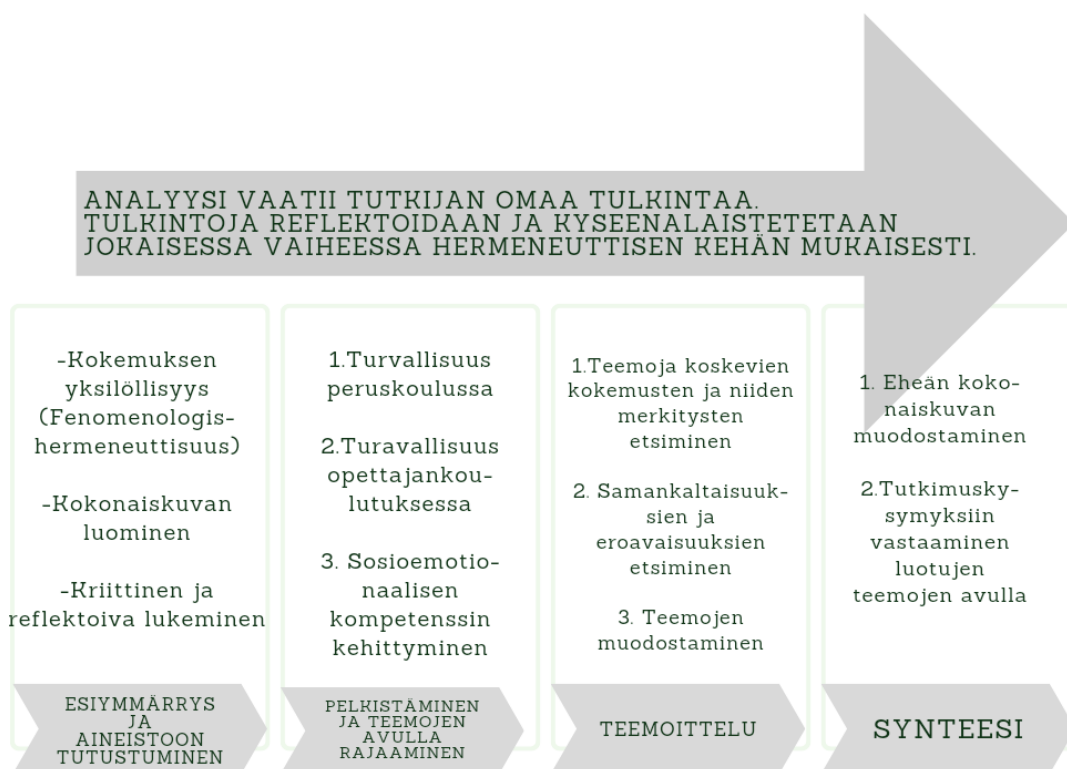 ANALYYSI VAATII TUTKIJAN OMAA TULKINTAA.
TULKINTOJA REFLEKTOIDAAN JA KYSEENALAISTETETAAN
JOKAISESSA VAIHEESSA HERMENEUTTISEN KEHÄN MUKAISESTI.
-Kokemuksen
yksilöllisyys
(Fenomenologis-
hermeneuttisuus)
-Kokonaiskuvan
luominen
-Kriittinen ja
reflektoiva lukeminen
ESIYMMÄRRYS
JA
AINEISTOON
TUTUSTUMINEN
1.Turvallisuus
peruskoulussa
2.Turavallisuus
opettajankou-
lutuksessa
3. Sosioemotio-
naalisen
kompetenssin
kehittyminen
PELKISTÄMINEN
JA TEEMOJEN
AVULLA
RAJAAMINEN
1.Teemoja koskevien
kokemusten ja niiden
merkitysten
etsiminen
2. Samankaltaisuuk-
sien ja
eroavaisuuksien
etsiminen
3. Teemojen
muodostaminen
TEEMOITTELU
1. Eheän koko-
naiskuvan
muodostaminen
2.Tutkimusky-
symyksiin
vastaaminen
luotujen
teemojen avulla
SYNTEESI